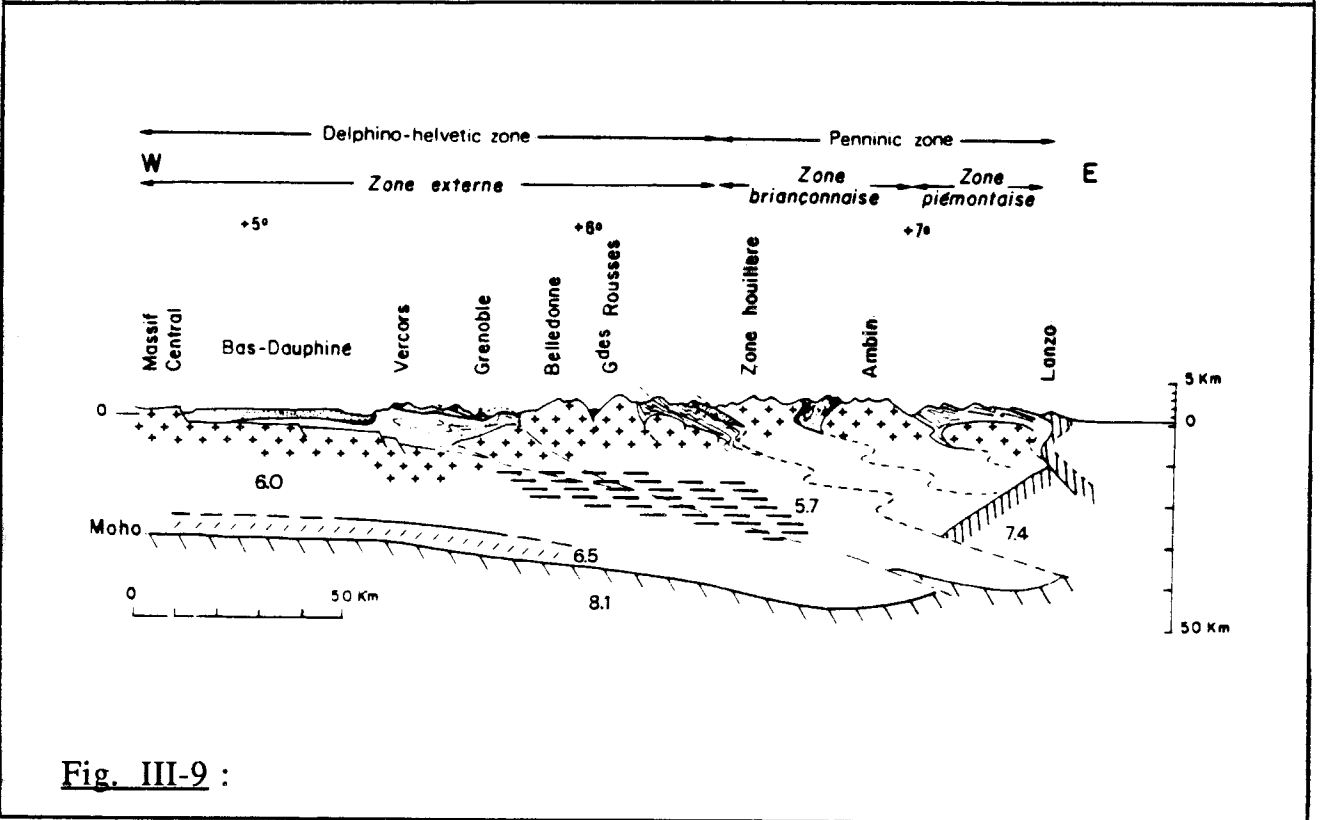 Delphino-helvetic zone
Penninic zone
W
E
Zone externe
Zone
briançonnaise
Zone
piémontaise
+5°
+6°
+7°
Massif
Central
Bas-Dauphiné
Vercors
Grenoble
Belledonne
Gdes Rousses
Zone houillere
Ambin
Lanzo
5 Km
0
0
6.0
5.7
7.4
Moho
6.5
8.1
0
50 Km
50 Km
Fig. III-9 :